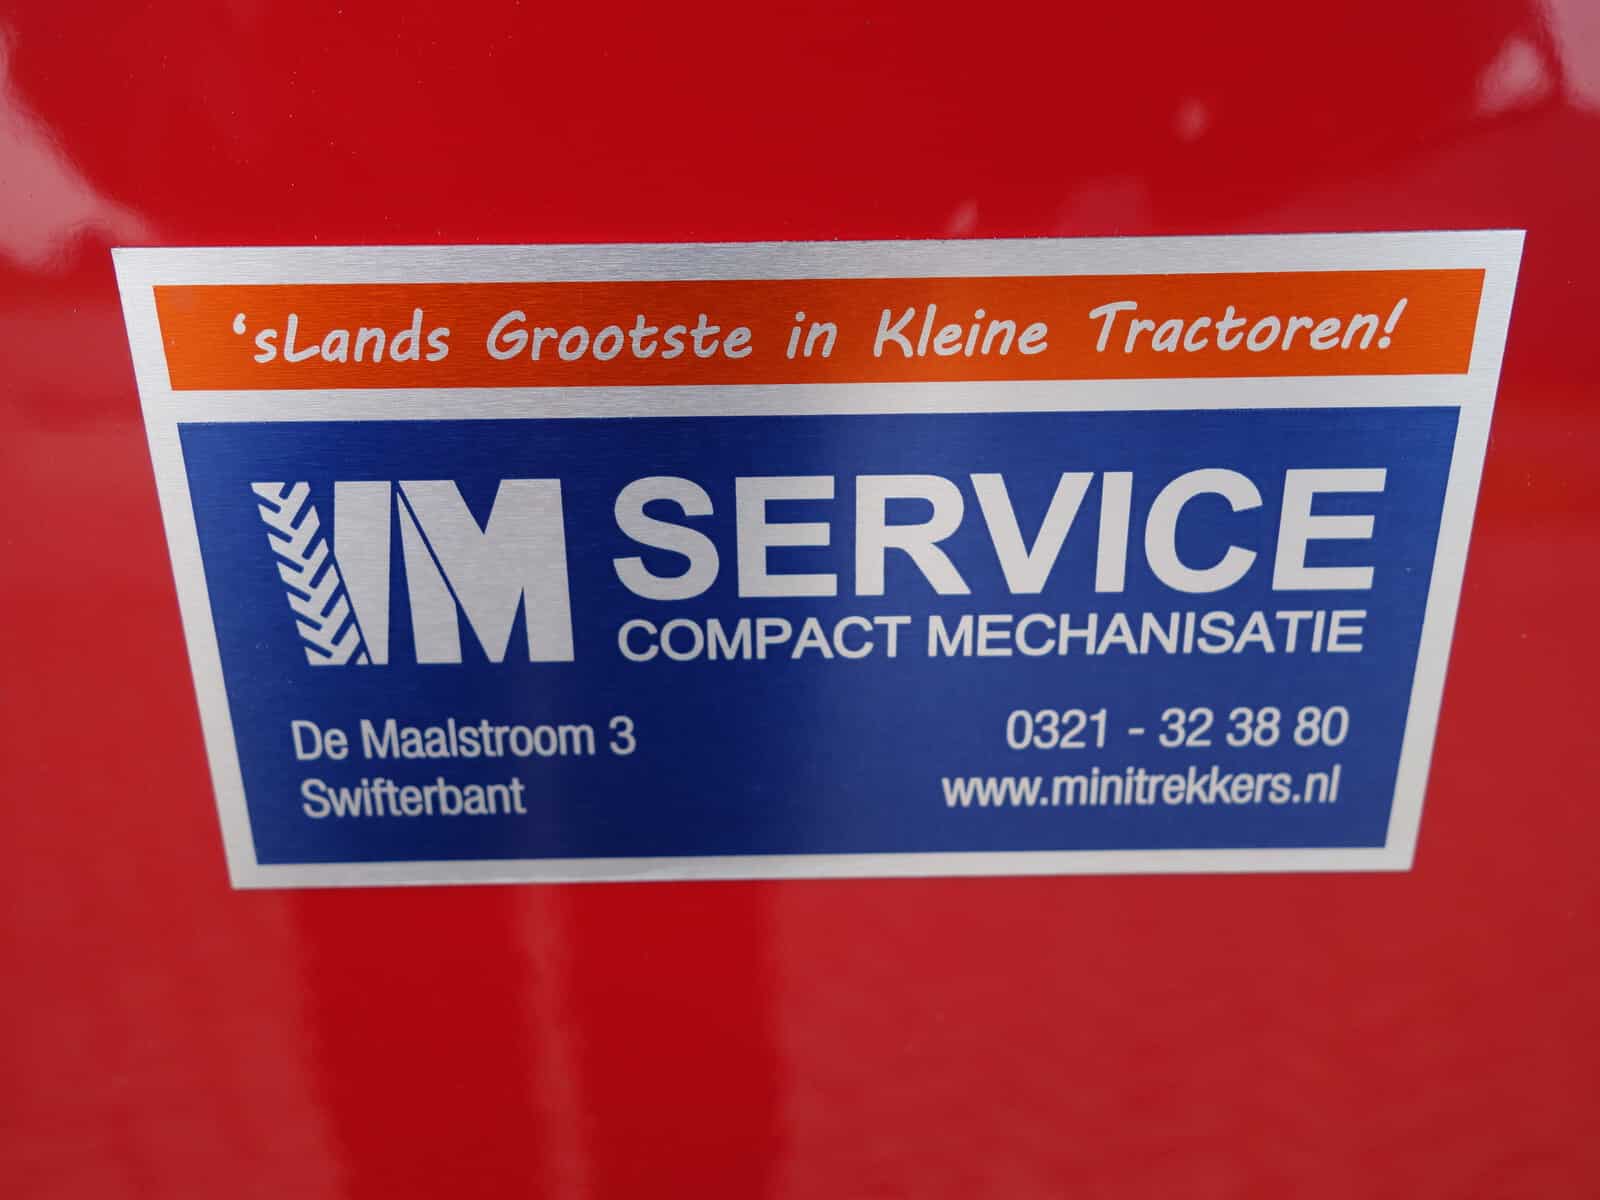 'sLands Grootste in Kleine Tractoren!
IM SERVICE
COMPACT MECHANISATIE
De Maalstroom 3
Swifterbant
0321 - 32 38 80
www.minitrekkers.nl